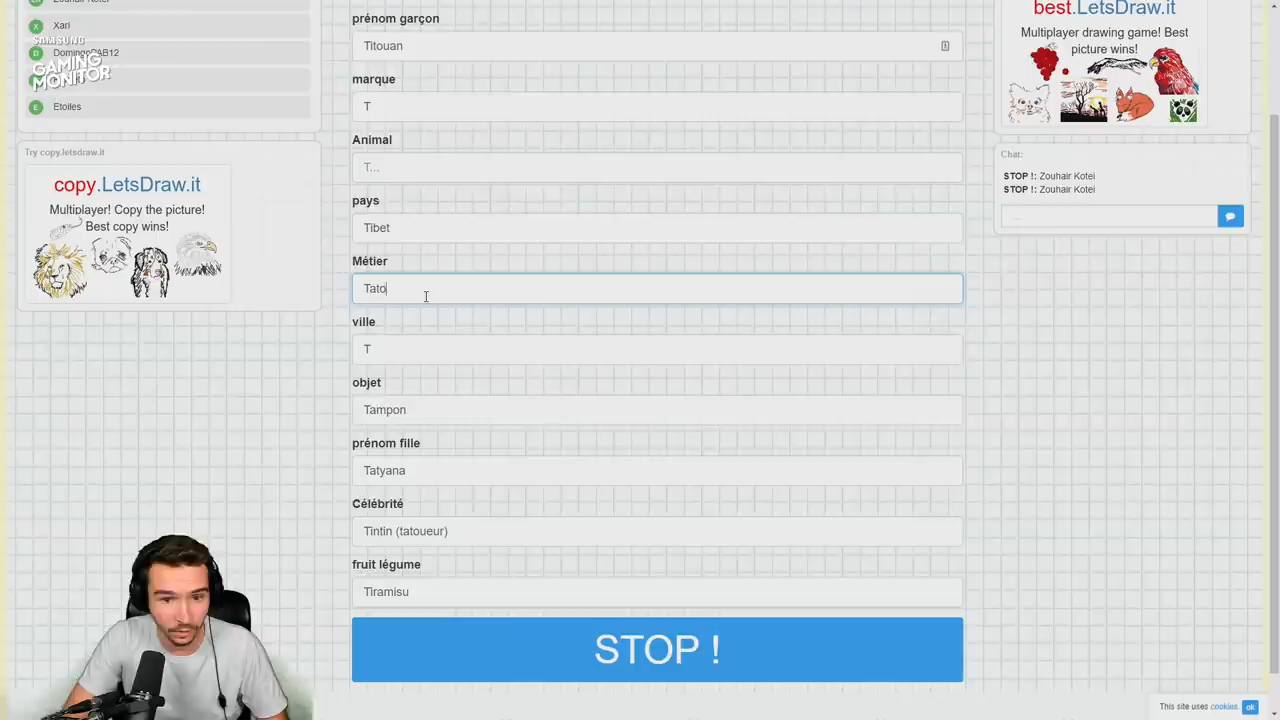 Xari
SAMSUNG
GAMING
MONITOR
E
Etoiles
Try copy.letsdraw.it
copy.LetsDraw.it
Multiplayer! Copy the picture!
Best copy wins!
prénom garçon
Titouan
marque
T
Animal
T...
pays
Tibet
Métier
Tato
ville
T
objet
Tampon
prénom fille
Tatyana
Célébrité
Tintin (tatoueur)
fruit légume
Tiramisu
STOP !
best.LetsDraw.it
Multiplayer drawing game! Best
picture wins!
Chat:
STOP !: Zouhair Kotei
STOP !: Zouhair Kotei
...
This site uses cookies. ok